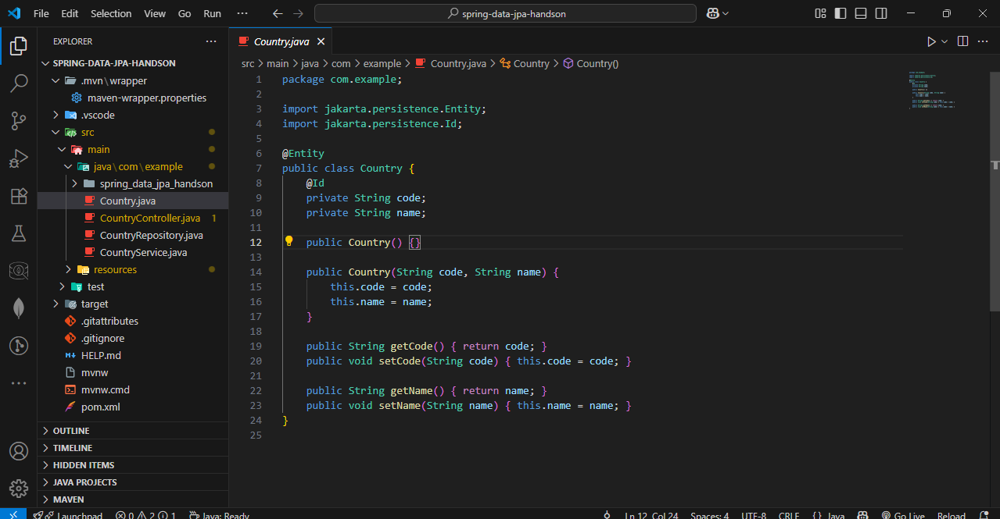 File Edit Selection View Go Run ··· spring-data-jpa-handson
EXPLORER ···
SPRING-DATA-JPA-HANDSON
.mvn\wrapper
maven-wrapper.properties
.vscode
src
main
java\com\example
spring_data_jpa_handson
Country.java
CountryController.java 1
CountryRepository.java
CountryService.java
resources
test
target
.gitattributes
.gitignore
HELP.md
mvnw
mvnw.cmd
pom.xml
OUTLINE
TIMELINE
HIDDEN ITEMS
JAVA PROJECTS
MAVEN
Country.java
src > main > java > com > example > Country.java > Country > Country()
1 package com.example;
2
3 import jakarta.persistence.Entity;
4 import jakarta.persistence.Id;
5
6 @Entity
7 public class Country {
8 @Id
9 private String code;
10 private String name;
11
12 public Country() {}
13
14 public Country(String code, String name) {
15 this.code = code;
16 this.name = name;
17 }
18
19 public String getCode() { return code; }
20 public void setCode(String code) { this.code = code; }
21
22 public String getName() { return name; }
23 public void setName(String name) { this.name = name; }
24 }
25
Launchpad 0 2 1 Java: Ready Ln 12, Col 24 Spaces: 4 UTF-8 CRLF {} Java Go Live Reload